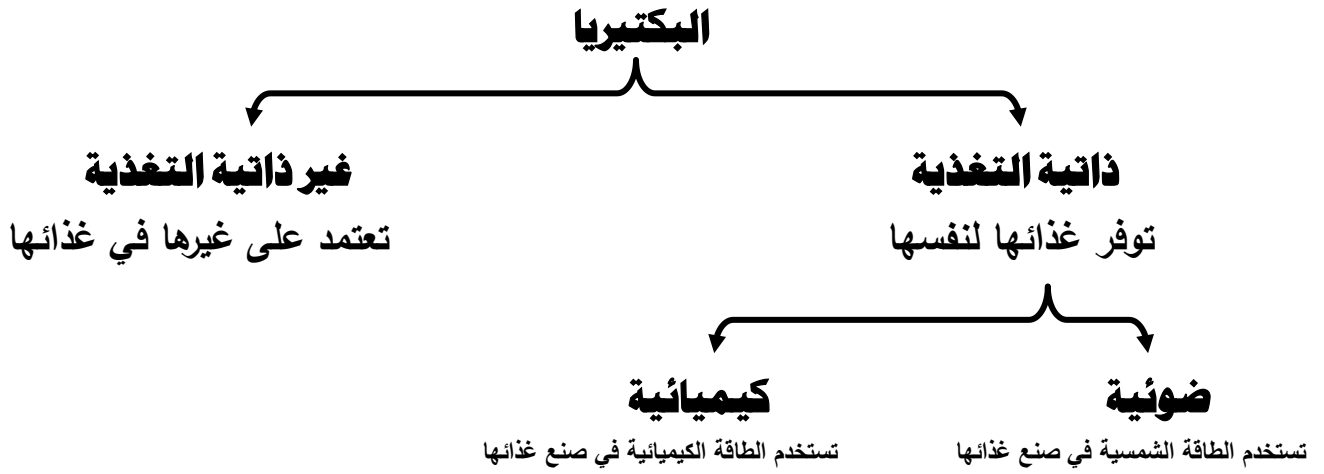 البكتيريا
ذاتية التغذية
توفر غذائها لنفسها
غير ذاتية التغذية
تعتمد على غيرها في غذائها
ضوئية
تستخدم الطاقة الشمسية في صنع غذائها
كيميائية
تستخدم الطاقة الكيميائية في صنع غذائها